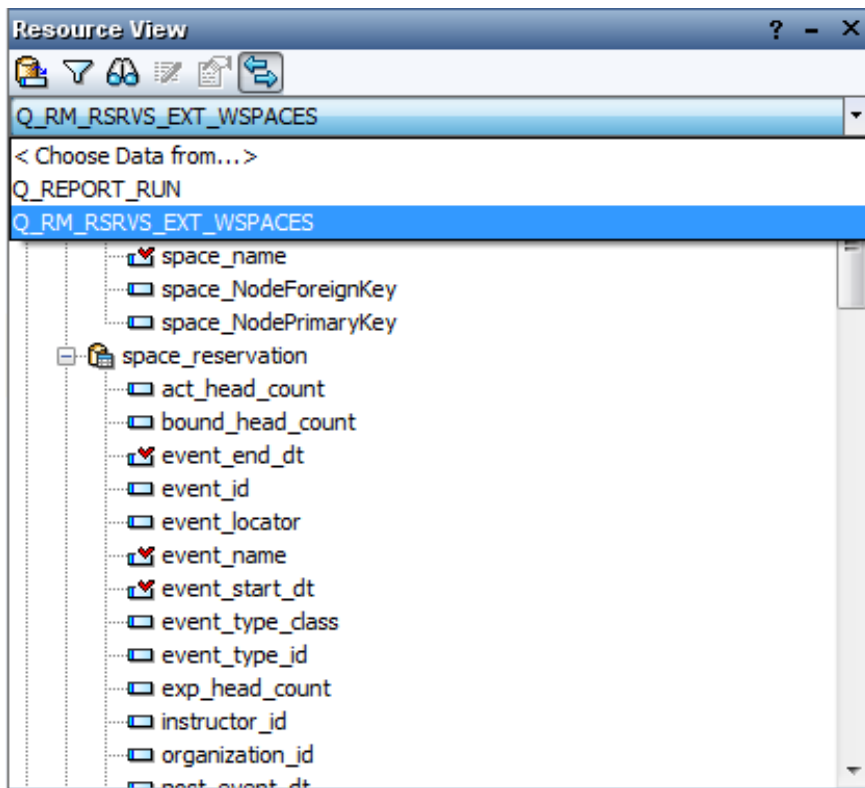 Resource View
Q_RM_RSRVS_EXT_WSPACES
< Choose Data from...>
Q_REPORT_RUN
Q_RM_RSRVS_EXT_WSPACES
space_name
space_NodeForeignKey
space_NodePrimaryKey
space_reservation
act_head_count
bound_head_count
event_end_dt
event_id
event_locator
event_name
event_start_dt
event_type_class
event_type_id
exp_head_count
instructor_id
organization_id
post_event_dt